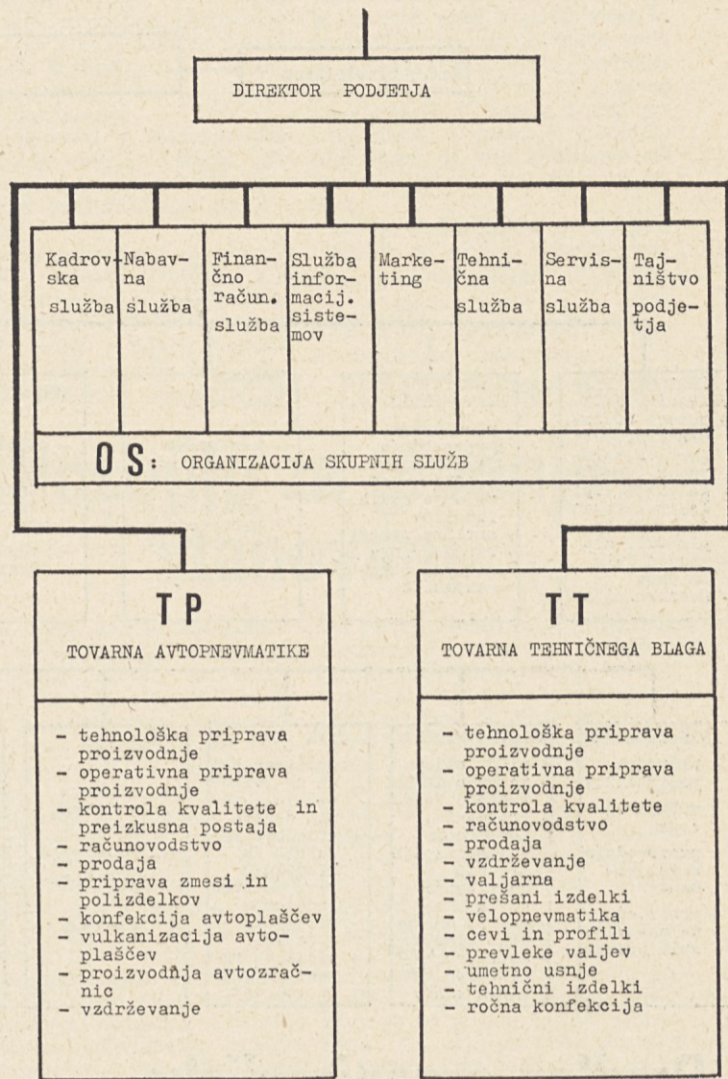 DIREKTOR PODJETJA
Kadrov-
ska
služba
Nabav-
na
služba
Finan-
čno
račun.
služba
Služba
infor-
macij.
siste-
mov
Marke-
ting
Tehni-
čna
služba
Servis-
na
služba
Taj-
ništvo
podje-
tja
OS: ORGANIZACIJA SKUPNIH SLUŽB
TP
TOVARNA AVTOPNEVMATIKE
- tehnološka priprava
proizvodnje
- operativna priprava
proizvodnje
- kontrola kvalitete in
preizkusna postaja
- računovodstvo
- prodaja
- priprava zmesi in
polizdelkov
- konfekcija avtoplaščev
- vulkanizacija avto-
plaščev
- proizvodnja avtozrač-
nic
- vzdrževanje
TT
TOVARNA TEHNIČNEGA BLAGA
- tehnološka priprava
proizvodnje
- operativna priprava
proizvodnje
- kontrola kvalitete
- računovodstvo
- prodaja
- vzdrževanje
- valjarna
- prešani izdelki
- velopnevmatika
- cevi in profili
- prevleke valjev
- umetno usnje
- tehnični izdelki
- ročna konfekcija